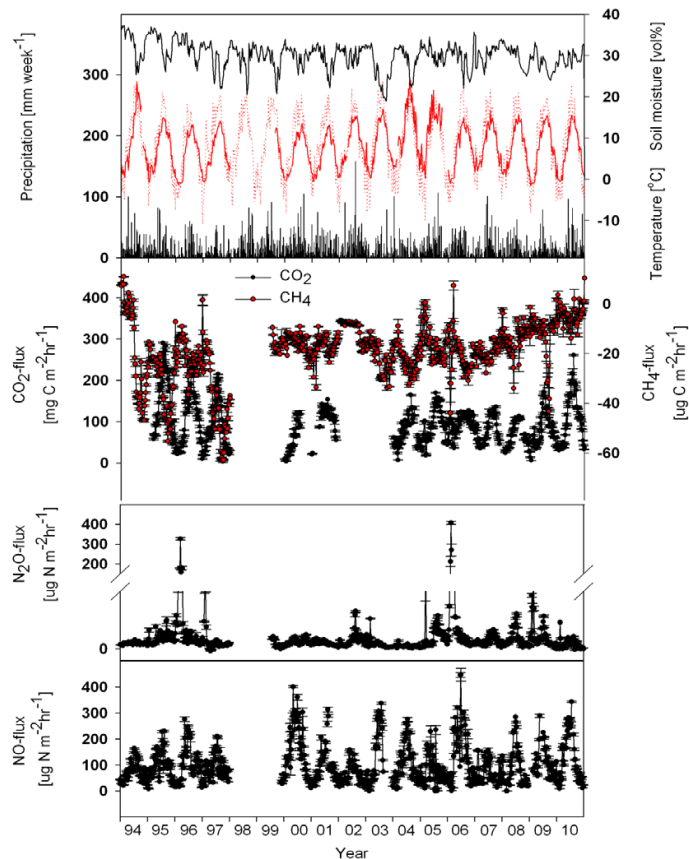 Precipitation [mm week⁻¹]
300
200
100
0
40
30
20
10
0
-10
Soil moisture [vol%]
Temperature [°C]
CO₂
CH₄
CO₂-flux
[mg C m⁻²hr⁻¹]
400
300
200
100
0
0
-20
-40
-60
CH₄-flux
[ug C m⁻²hr⁻¹]
N₂O-flux
[ug N m⁻²hr⁻¹]
400
300
200
0
NO-flux
[ug N m⁻²hr⁻¹]
400
300
200
100
0
94 95 96 97 98 99 00 01 02 03 04 05 06 07 08 09 10
Year